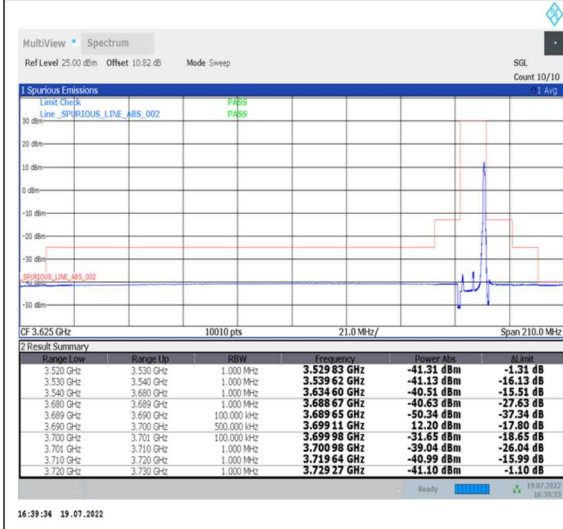 MultiView Spectrum
Ref Level 25.00 dBm Offset 10.82 dB Mode Sweep SGL
Count 10/10
1 Spurious Emissions 1 Avg
Limit Check PASS
Line _SPURIOUS_LINE_ABS_002 PASS
30 dBm
20 dBm
10 dBm
0 dBm
-10 dBm
-20 dBm
-30 dBm
_SPURIOUS_LINE_ABS_002
-50 dBm
CF 3.625 GHz 10010 pts 21.0 MHz/ Span 210.0 MHz
2 Result Summary
Range Low Range Up RBW Frequency Power Abs ΔLimit
3.520 GHz 3.530 GHz 1.000 MHz 3.529 83 GHz -41.31 dBm -1.31 dB
3.530 GHz 3.540 GHz 1.000 MHz 3.539 62 GHz -41.13 dBm -16.13 dB
3.540 GHz 3.680 GHz 1.000 MHz 3.634 60 GHz -40.51 dBm -15.51 dB
3.680 GHz 3.689 GHz 1.000 MHz 3.688 67 GHz -40.63 dBm -27.63 dB
3.689 GHz 3.690 GHz 100.000 kHz 3.689 65 GHz -50.34 dBm -37.34 dB
3.690 GHz 3.700 GHz 500.000 kHz 3.699 11 GHz 12.20 dBm -17.80 dB
3.700 GHz 3.701 GHz 100.000 kHz 3.699 98 GHz -31.65 dBm -18.65 dB
3.701 GHz 3.710 GHz 1.000 MHz 3.700 98 GHz -39.04 dBm -26.04 dB
3.710 GHz 3.720 GHz 1.000 MHz 3.719 64 GHz -40.99 dBm -15.99 dB
3.720 GHz 3.730 GHz 1.000 MHz 3.729 27 GHz -41.10 dBm -1.10 dB
Ready 19.07.2022
16:39:33
16:39:34 19.07.2022